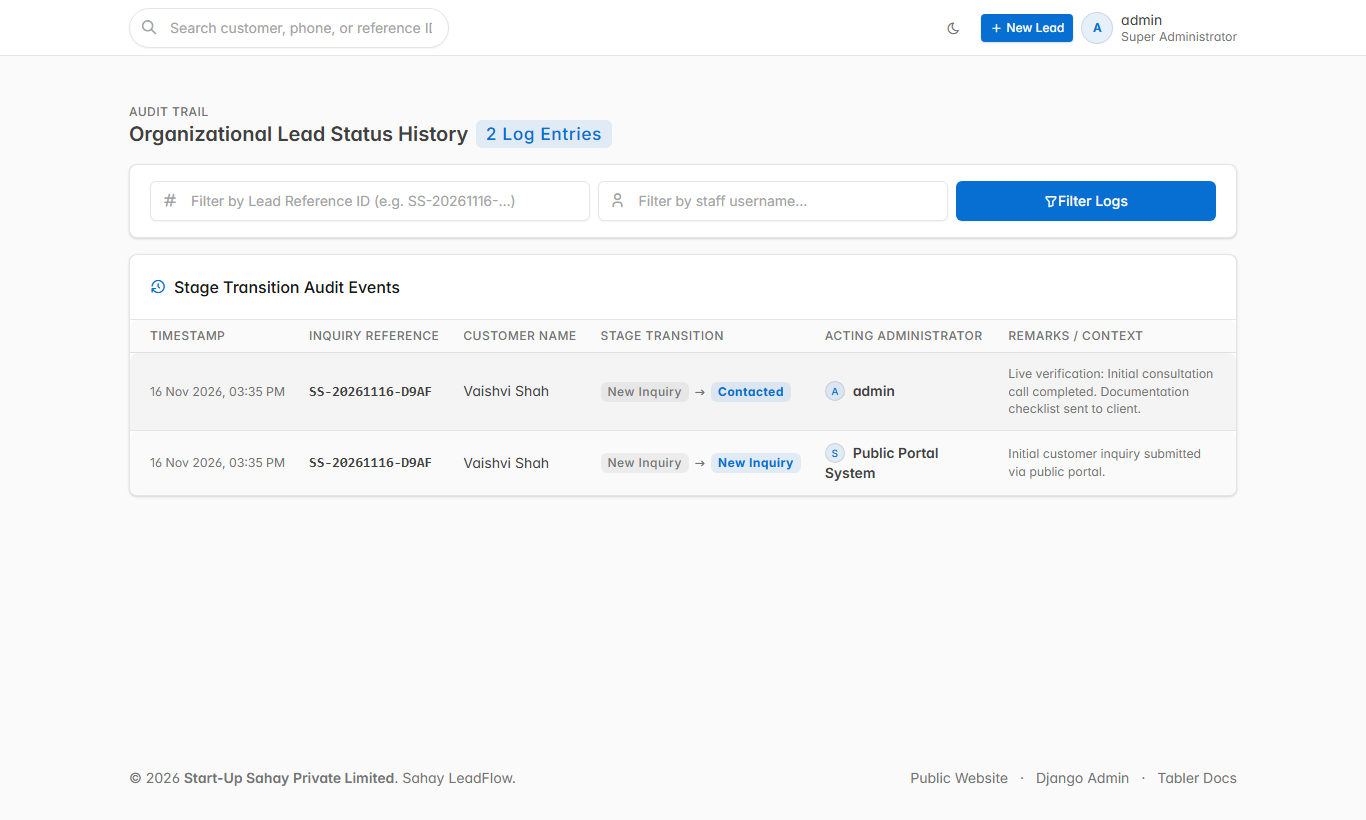 Search customer, phone, or reference I
+ New Lead
A
admin
Super Administrator
AUDIT TRAIL
Organizational Lead Status History
2 Log Entries
Filter by Lead Reference ID (e.g. SS-20261116-...)
Filter by staff username...
Filter Logs
Stage Transition Audit Events
TIMESTAMP INQUIRY REFERENCE CUSTOMER NAME STAGE TRANSITION ACTING ADMINISTRATOR REMARKS / CONTEXT
16 Nov 2026, 03:35 PM SS-20261116-D9AF Vaishvi Shah New Inquiry → Contacted A admin
Live verification: Initial consultation
call completed. Documentation
checklist sent to client.
16 Nov 2026, 03:35 PM SS-20261116-D9AF Vaishvi Shah New Inquiry → New Inquiry
S Public Portal
System
Initial customer inquiry submitted
via public portal.
© 2026 Start-Up Sahay Private Limited. Sahay LeadFlow.
Public Website · Django Admin · Tabler Docs